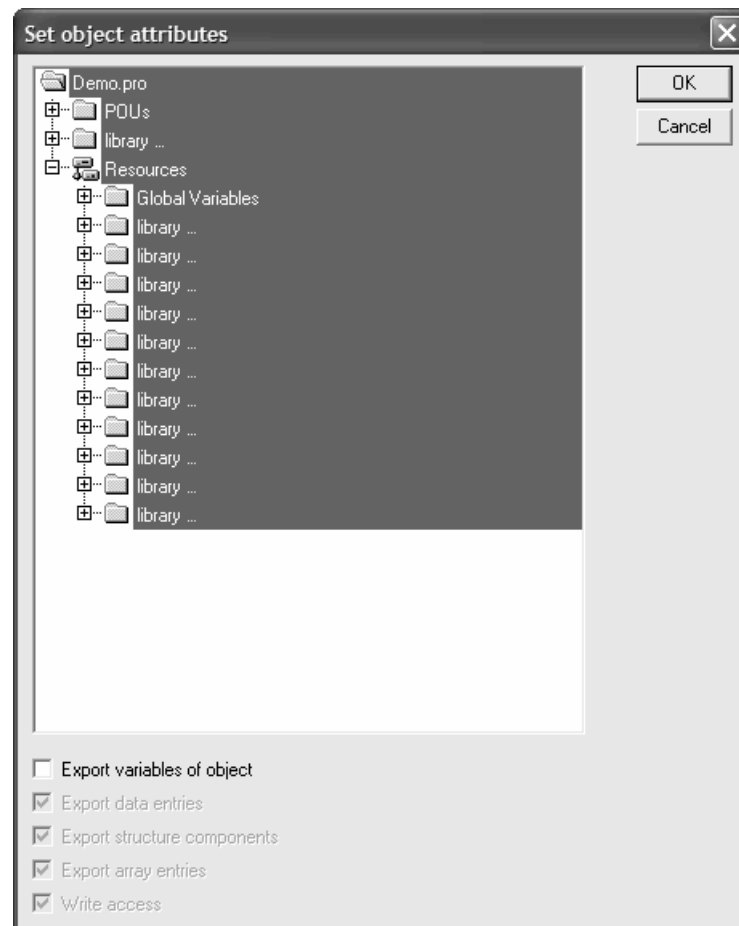 Set object attributes
Demo.pro
OK
POUs
Cancel
library ...
Resources
Global Variables
library ...
library ...
library ...
library ...
library ...
library ...
library ...
library ...
library ...
library ...
library ...
Export variables of object
Export data entries
Export structure components
Export array entries
Write access